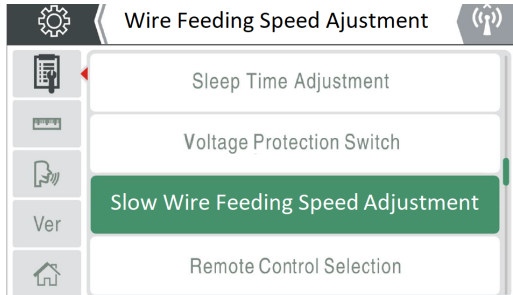 Wire Feeding Speed Ajustment
Sleep Time Adjustment
Voltage Protection Switch
Slow Wire Feeding Speed Adjustment
Ver
Remote Control Selection